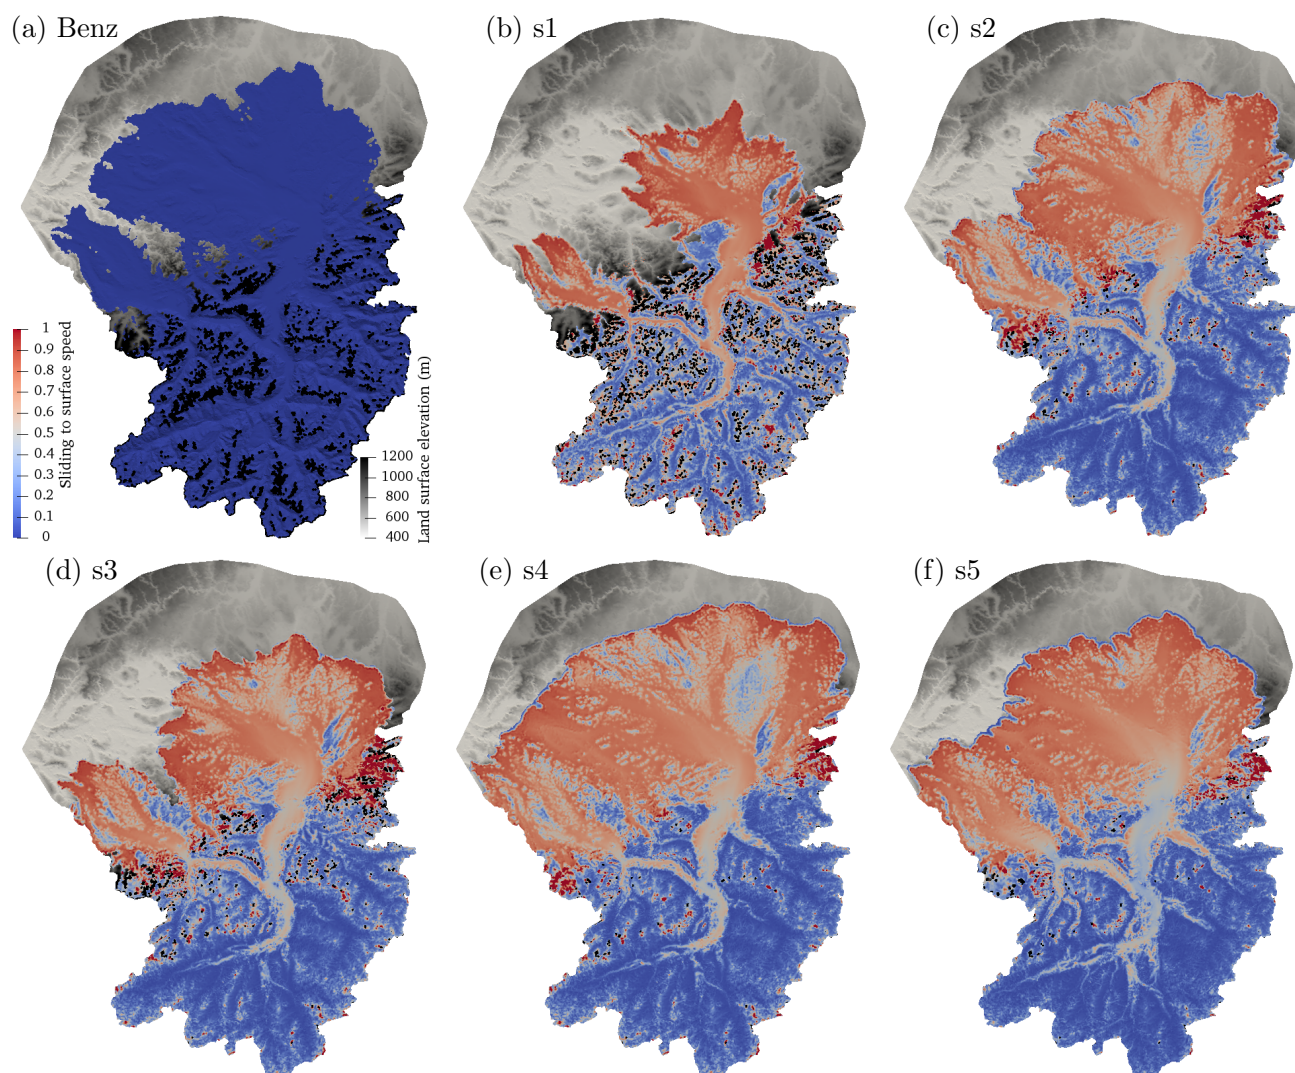 (a) Benz
(b) s1
(c) s2
1
0.9
0.8
0.7
0.6
0.5
0.4
0.3
0.2
0.1
0
Sliding to surface speed
1200
1000
800
600
400
Land surface elevation (m)
(d) s3
(e) s4
(f) s5